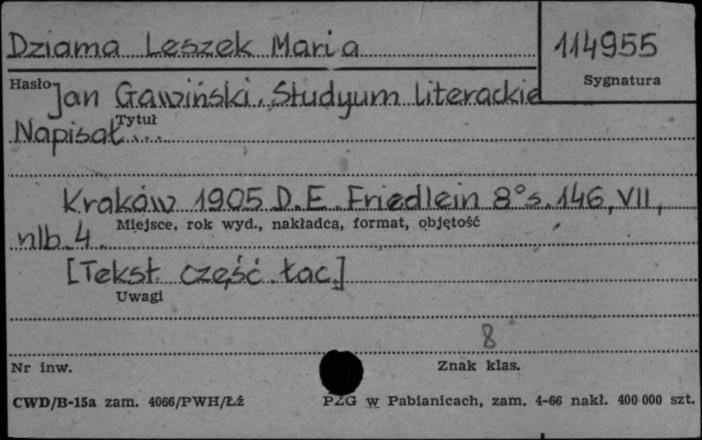 Dziama Leszek Maria
114955
Hasło
Sygnatura
Jan Gawiński. Studyum literackie
Tytuł
Napisał...
Kraków 1905 D.E. Friedlein 8° s. 146, VII,
Miejsce, rok wyd., nakładca, format, objętość
nlb. 4.
[Tekst częśc. łac.]
Uwagi
8
Nr inw.
Znak klas.
CWD/B-15a zam. 4066/PWH/Łź
PZG w Pabianicach, zam. 4-66 nakł. 400 000 szt.